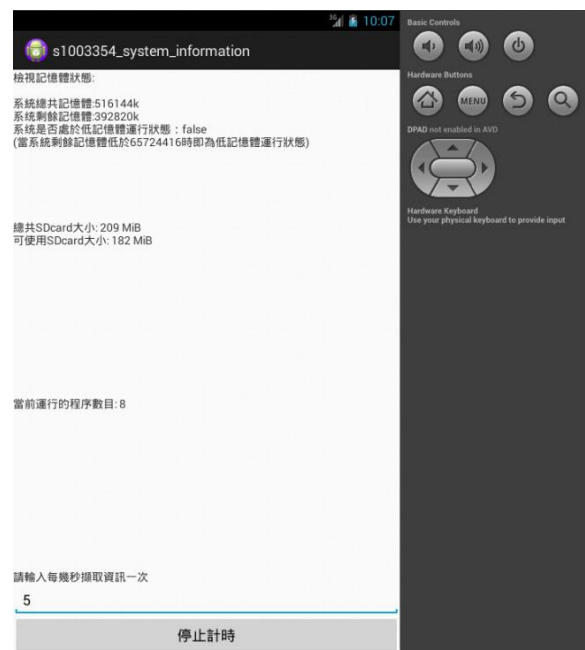 3G 10:07
s1003354_system_information
檢視記憶體狀態:
系統總共記憶體:516144k
系統剩餘記憶體:392820k
系統是否處於低記憶體運行狀態：false
(當系統剩餘記憶體低於65724416時即為低記憶體運行狀態)
總共SDcard大小: 209 MiB
可使用SDcard大小: 182 MiB
當前運行的程序數目: 8
請輸入每幾秒擷取資訊一次
5
停止計時
Basic Controls
Hardware Buttons
MENU
DPAD not enabled in AVD
Hardware Keyboard
Use your physical keyboard to provide input